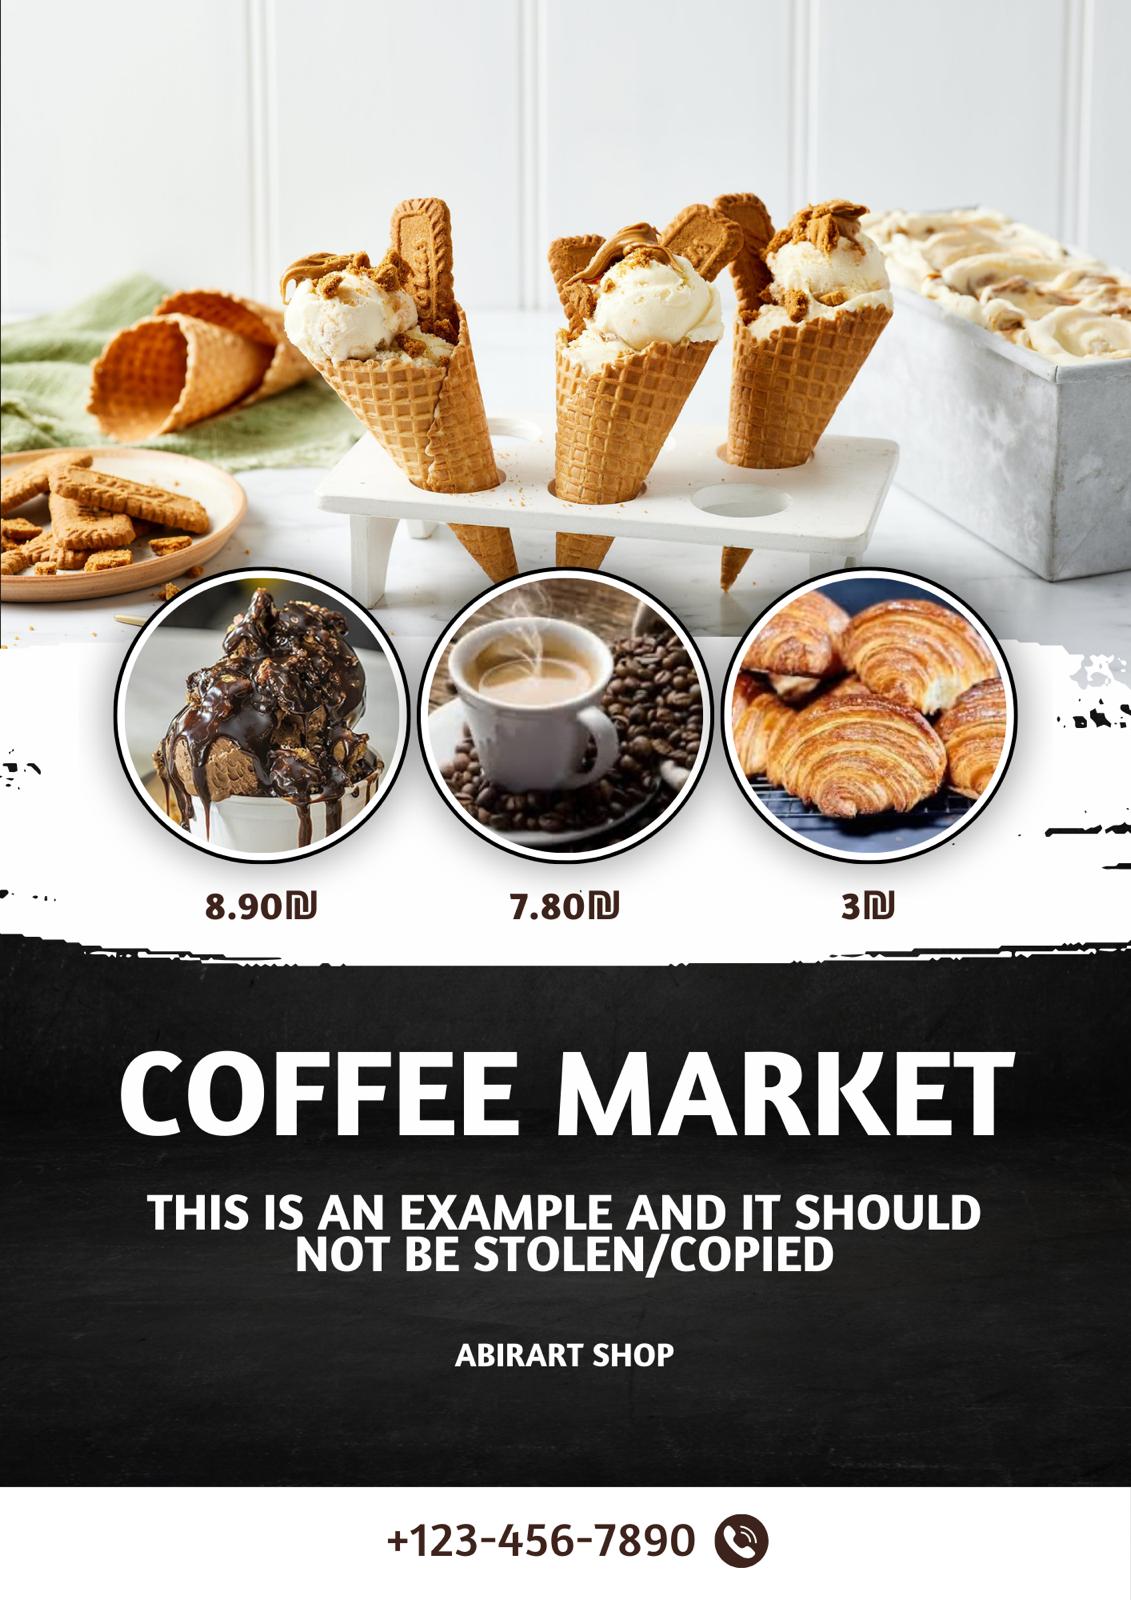 8.90₪
7.80₪
3₪
COFFEE MARKET
THIS IS AN EXAMPLE AND IT SHOULD
NOT BE STOLEN/COPIED
ABIRART SHOP
+123-456-7890